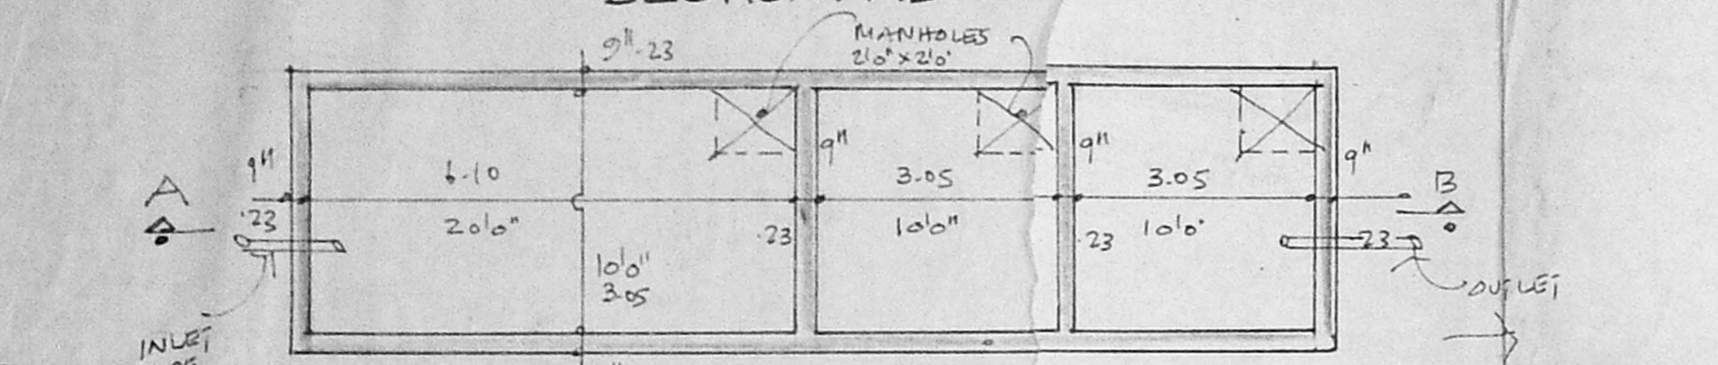 9" .23
MANHOLES
2'0" x 2'0"
9"
6.10
9"
3.05
9"
3.05
9"
A
B
.23
20'0"
.23
10'0"
.23
10'0"
.23
10'0"
3.05
OUTLET
INLET